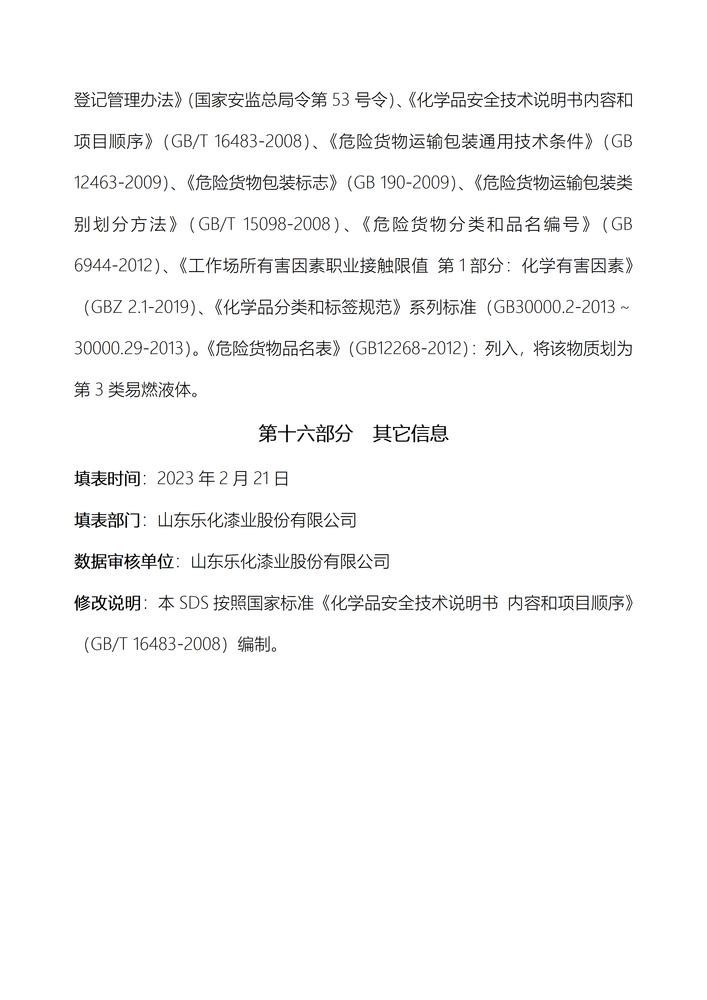 登记管理办法》（国家安监总局令第 53 号令）、《化学品安全技术说明书内容和
项目顺序》（GB/T 16483-2008）、《危险货物运输包装通用技术条件》（GB
12463-2009）、《危险货物包装标志》（GB 190-2009）、《危险货物运输包装类
别划分方法》（GB/T 15098-2008）、《危险货物分类和品名编号》（GB
6944-2012）、《工作场所有害因素职业接触限值 第 1 部分：化学有害因素》
（GBZ 2.1-2019）、《化学品分类和标签规范》系列标准（GB30000.2-2013 ~
30000.29-2013）。《危险货物品名表》（GB12268-2012）：列入，将该物质划为
第 3 类易燃液体。
第十六部分　其它信息
填表时间：2023 年 2 月 21 日
填表部门：山东乐化漆业股份有限公司
数据审核单位：山东乐化漆业股份有限公司
修改说明：本 SDS 按照国家标准《化学品安全技术说明书 内容和项目顺序》
（GB/T 16483-2008）编制。